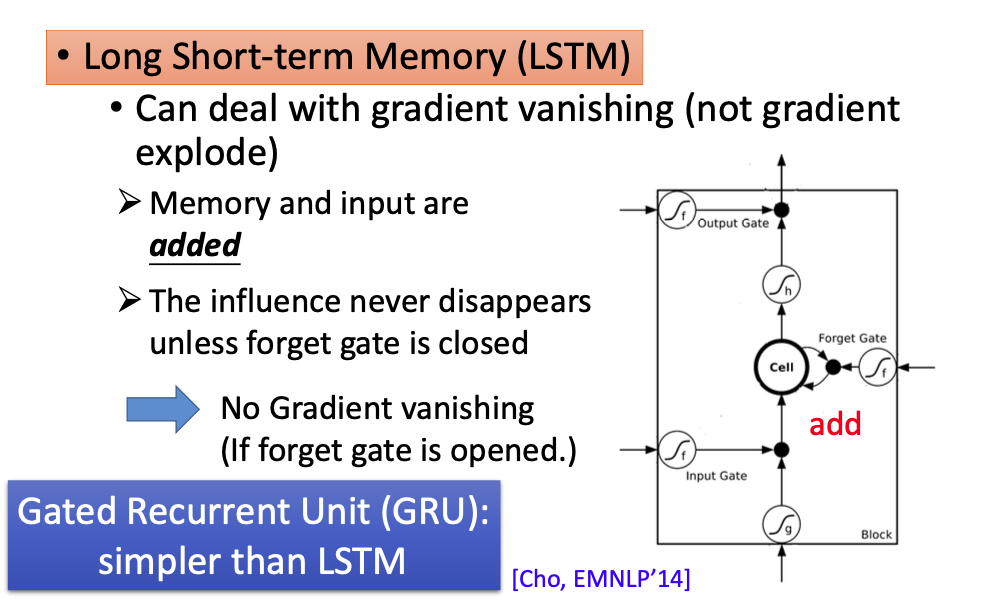 • Long Short-term Memory (LSTM)
• Can deal with gradient vanishing (not gradient
explode)
➢ Memory and input are
added
➢ The influence never disappears
unless forget gate is closed
No Gradient vanishing
(If forget gate is opened.)
Gated Recurrent Unit (GRU):
simpler than LSTM
[Cho, EMNLP’14]
f
Output Gate
h
Forget Gate
Cell
f
add
f
Input Gate
g
Block